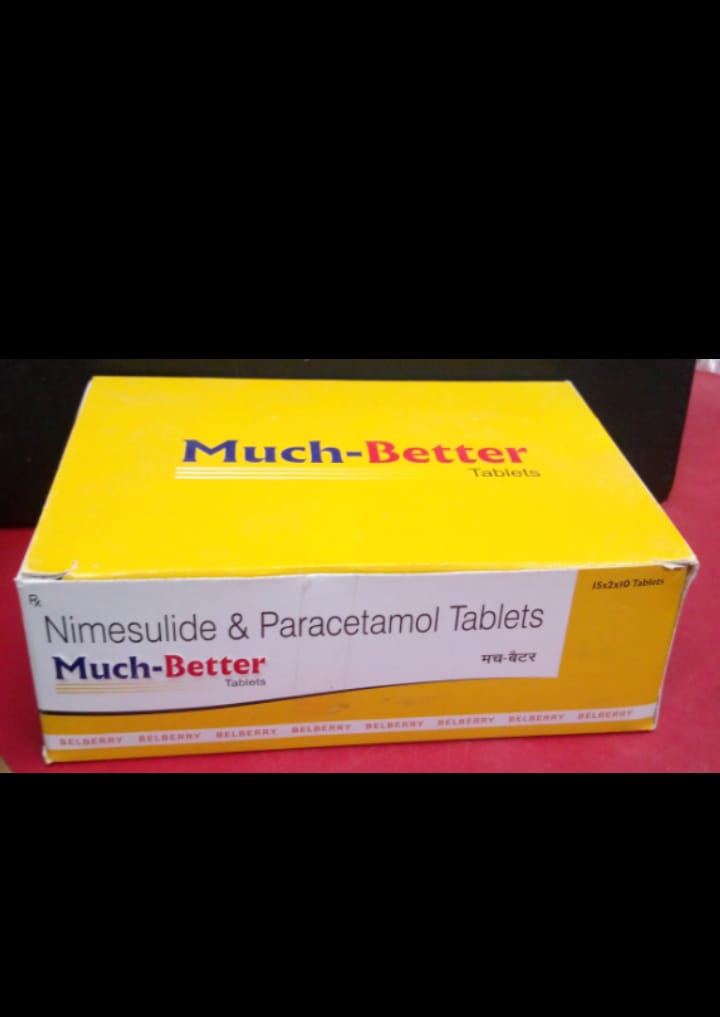 Much-Better
Tablets
15x2x10 Tablets
Rx
Nimesulide & Paracetamol Tablets
Much-Better
Tablets
मच-बैटर
BELBERRY BELBERRY BELBERRY BELBERRY BELBERRY BELBERRY BELBERRY BELBERRY